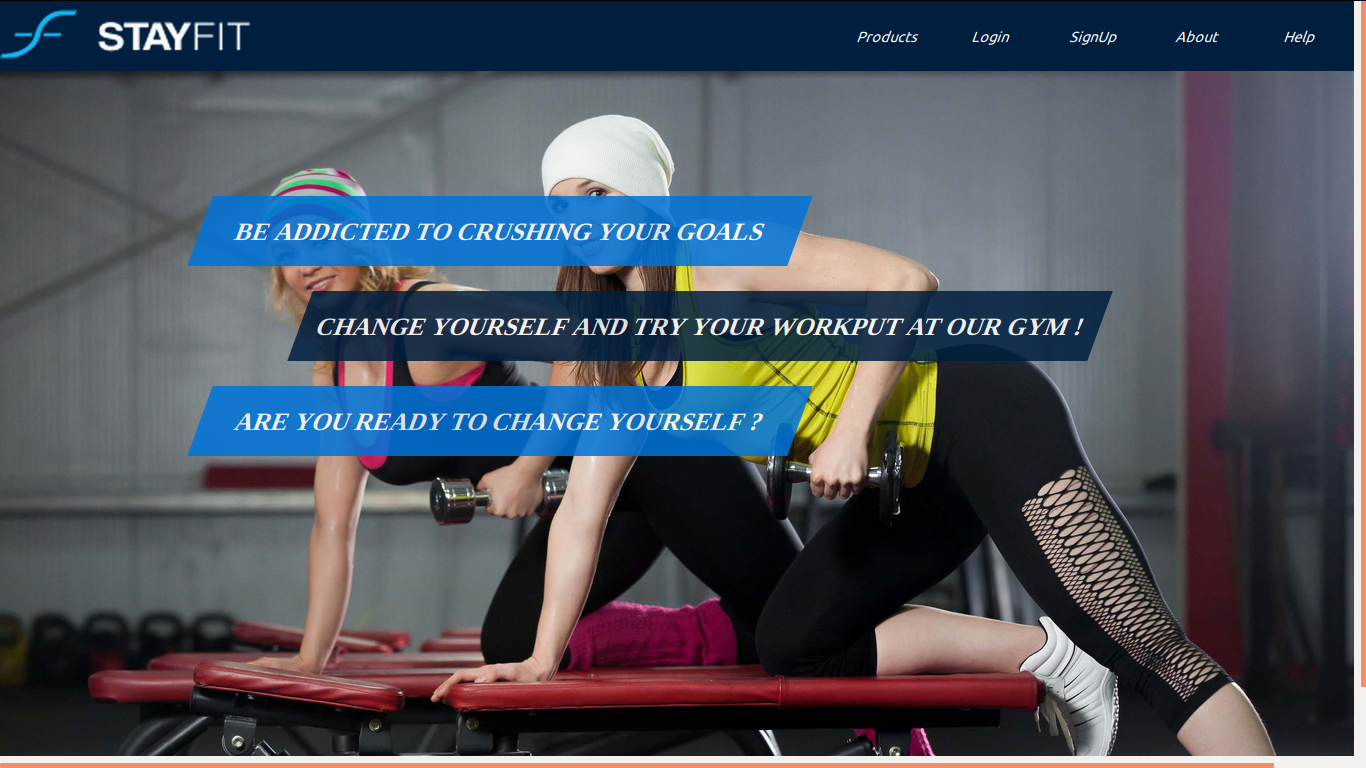 STAYFIT
Products Login SignUp About Help
BE ADDICTED TO CRUSHING YOUR GOALS
CHANGE YOURSELF AND TRY YOUR WORKPUT AT OUR GYM !
ARE YOU READY TO CHANGE YOURSELF ?